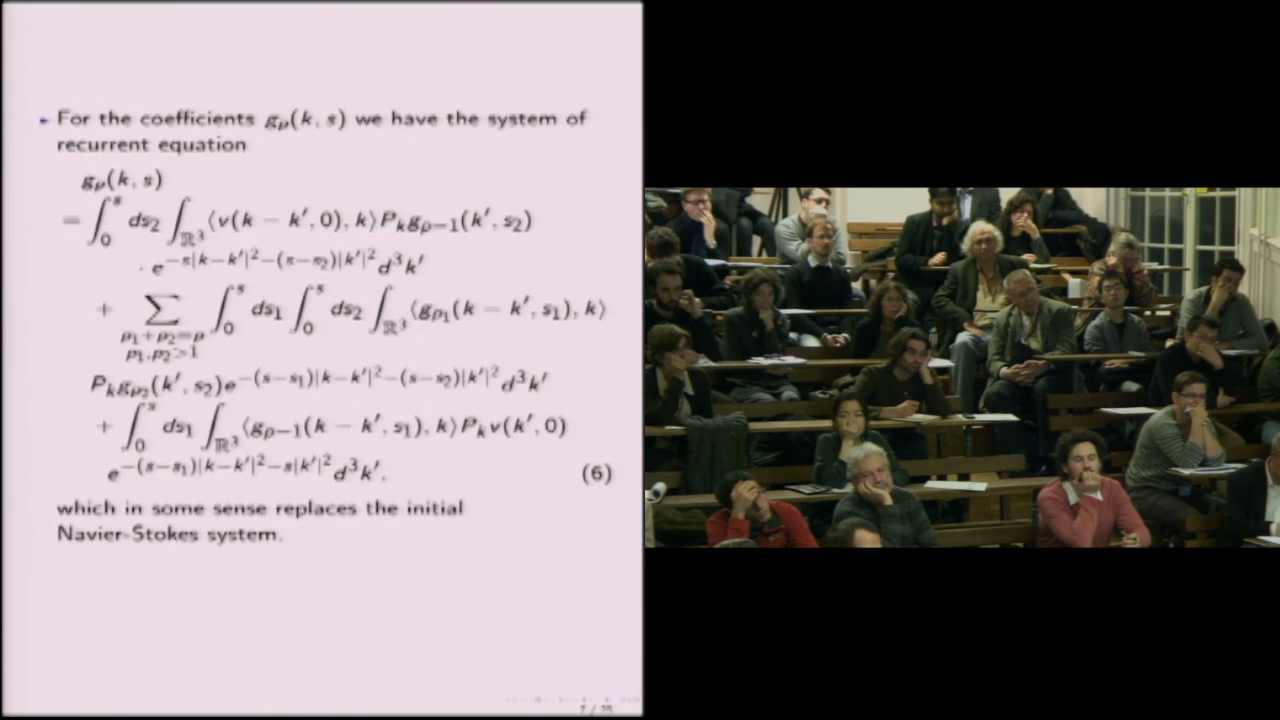 ► For the coefficients g_p(k, s) we have the system of
recurrent equation
g_p(k, s)
= ∫_0^s ds_2 ∫_{ℝ^3} ⟨v(k − k′, 0), k⟩P_k g_{p−1}(k′, s_2)
· e^{−s|k−k′|^2−(s−s_2)|k′|^2} d^3k′
+ ∑_{p_1+p_2=p p_1,p_2>1} ∫_0^s ds_1 ∫_0^s ds_2 ∫_{ℝ^3} ⟨g_{p_1}(k − k′, s_1), k⟩
P_k g_{p_2}(k′, s_2)e^{−(s−s_1)|k−k′|^2−(s−s_2)|k′|^2} d^3k′
+ ∫_0^s ds_1 ∫_{ℝ^3} ⟨g_{p−1}(k − k′, s_1), k⟩P_k v(k′, 0)
e^{−(s−s_1)|k−k′|^2−s|k′|^2} d^3k′. (6)
which in some sense replaces the initial
Navier-Stokes system.